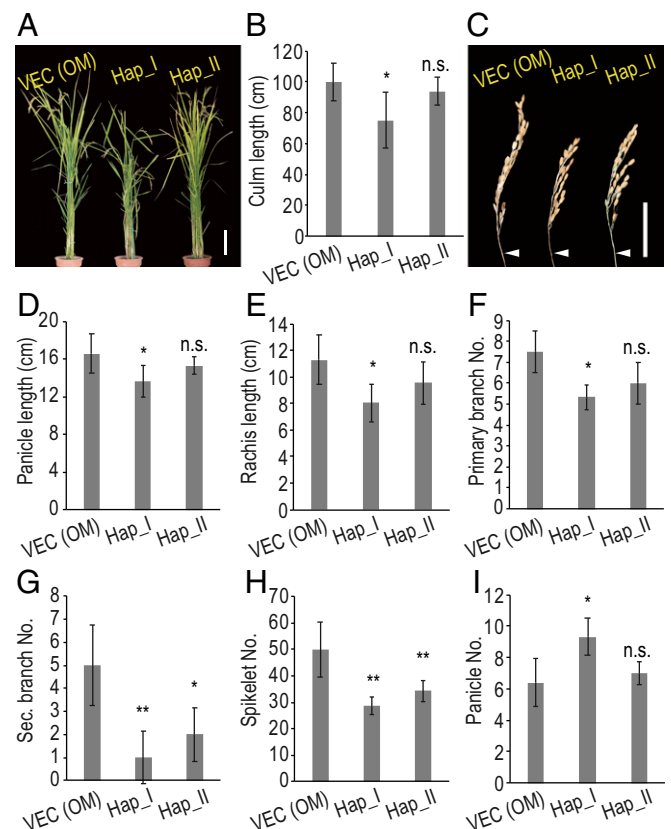 A
VEC (OM)
Hap_I
Hap_II
B
Culm length (cm)
120
100
80
60
40
20
0
*
n.s.
VEC (OM)
Hap_I
Hap_II
C
VEC (OM)
Hap_I
Hap_II
D
Panicle length (cm)
20
16
12
8
4
0
*
n.s.
VEC (OM)
Hap_I
Hap_II
E
Rachis length (cm)
14
12
10
8
6
4
2
0
*
n.s.
VEC (OM)
Hap_I
Hap_II
F
Primary branch No.
9
8
7
6
5
4
3
2
1
0
*
n.s.
VEC (OM)
Hap_I
Hap_II
G
Sec. branch No.
8
7
6
5
4
3
2
1
0
**
*
VEC (OM)
Hap_I
Hap_II
H
Spikelet No.
70
60
50
40
30
20
10
0
**
**
VEC (OM)
Hap_I
Hap_II
I
Panicle No.
12
10
8
6
4
2
0
*
n.s.
VEC (OM)
Hap_I
Hap_II